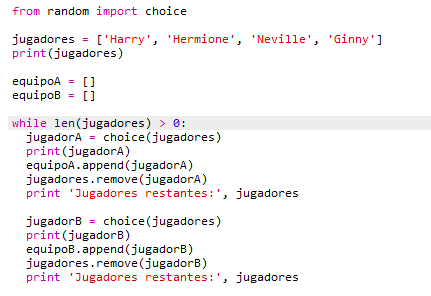 from random import choice
jugadores = ['Harry', 'Hermione', 'Neville', 'Ginny']
print(jugadores)
equipoA = []
equipoB = []
while len(jugadores) > 0:
jugadorA = choice(jugadores)
print(jugadorA)
equipoA.append(jugadorA)
jugadores.remove(jugadorA)
print 'Jugadores restantes:', jugadores
jugadorB = choice(jugadores)
print(jugadorB)
equipoB.append(jugadorB)
jugadores.remove(jugadorB)
print 'Jugadores restantes:', jugadores